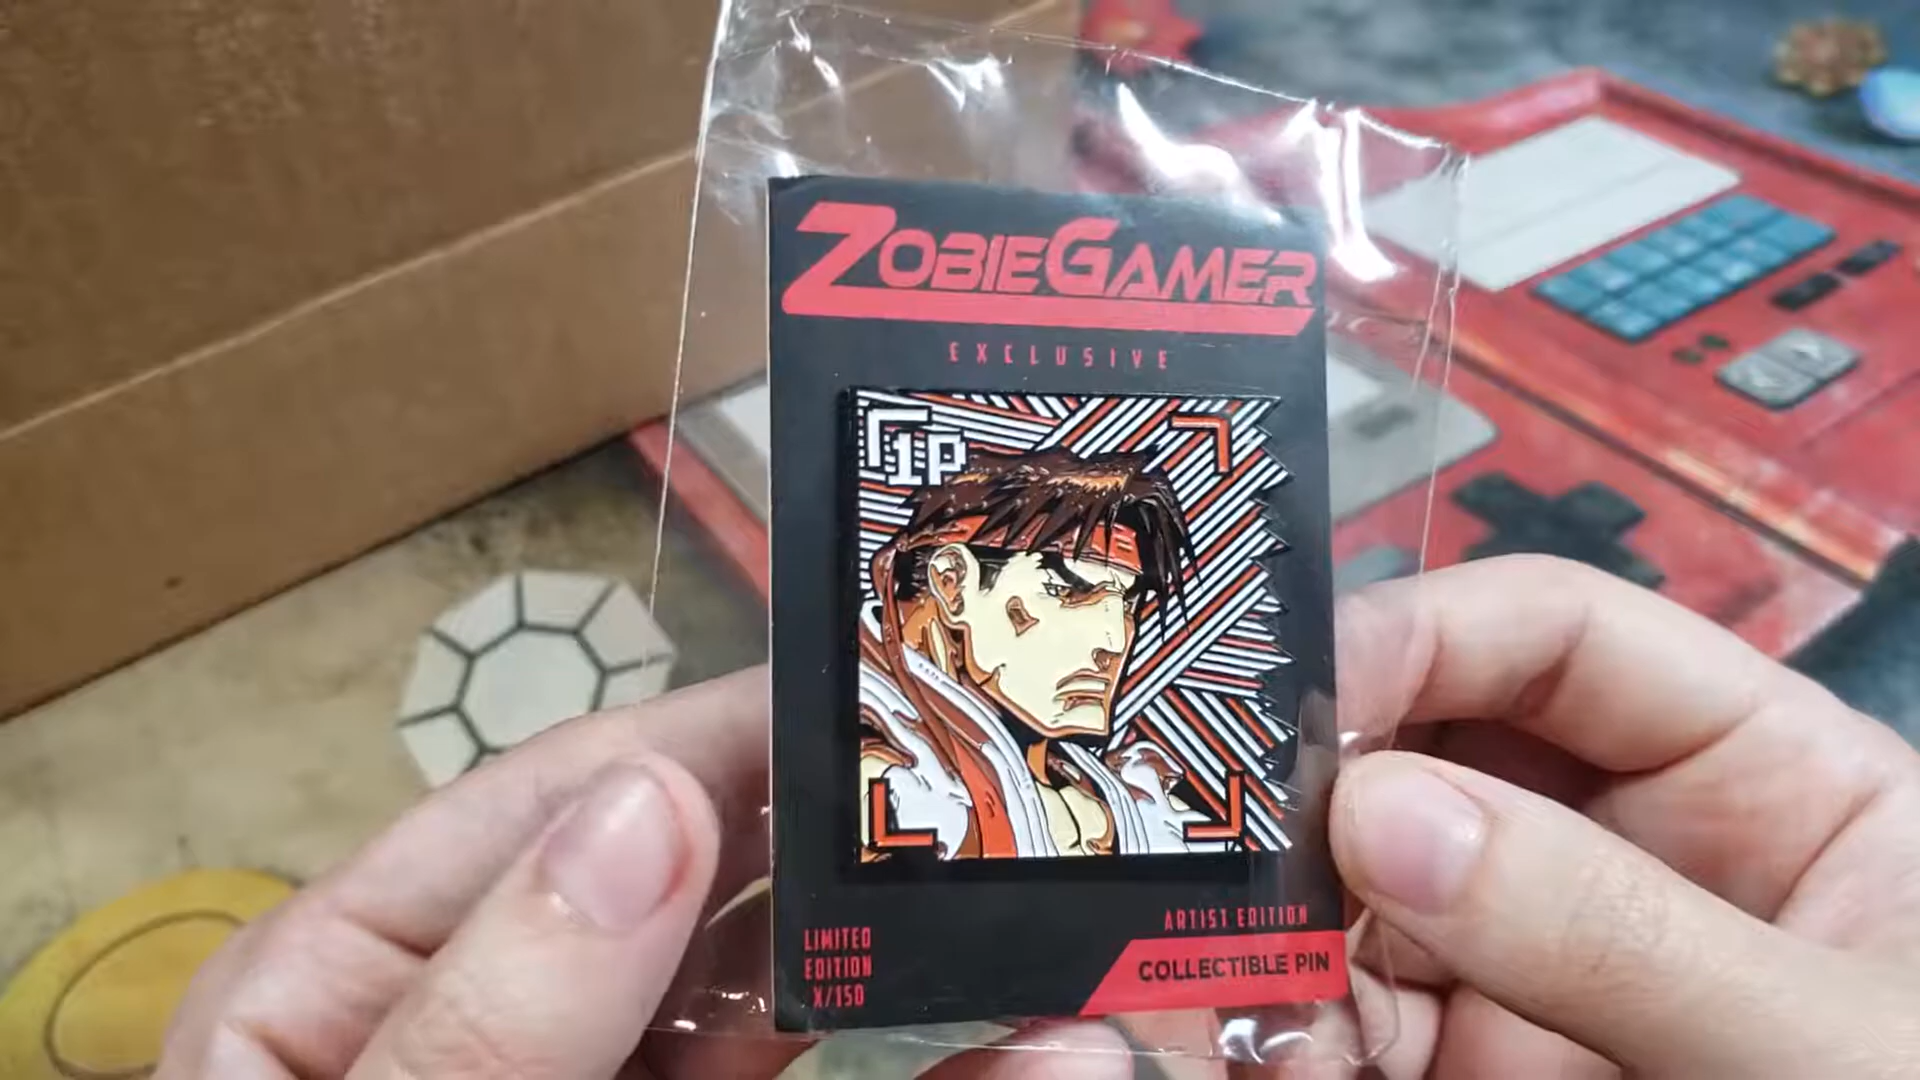 ZOBIEGAMER
EXCLUSIVE
1P
LIMITED
EDITION
X/150
ARTIST EDITION
COLLECTIBLE PIN